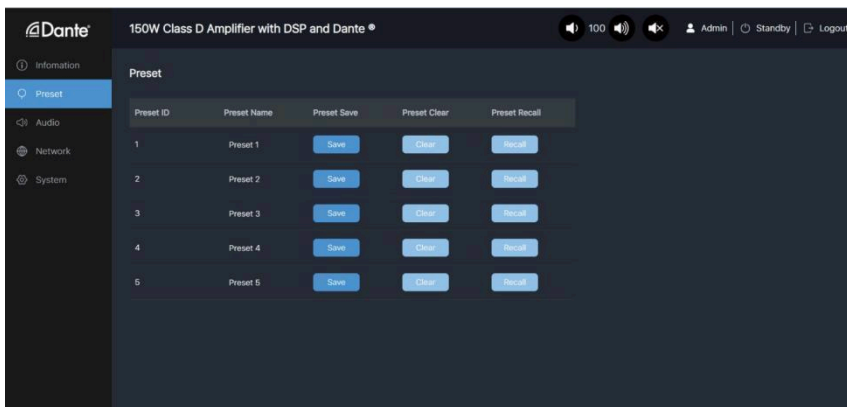 Dante®
150W Class D Amplifier with DSP and Dante ®
100
Admin | Standby | Logout
Infomation
Preset
Audio
Network
System
Preset
Preset ID Preset Name Preset Save Preset Clear Preset Recall
1 Preset 1 Save Clear Recall
2 Preset 2 Save Clear Recall
3 Preset 3 Save Clear Recall
4 Preset 4 Save Clear Recall
5 Preset 5 Save Clear Recall